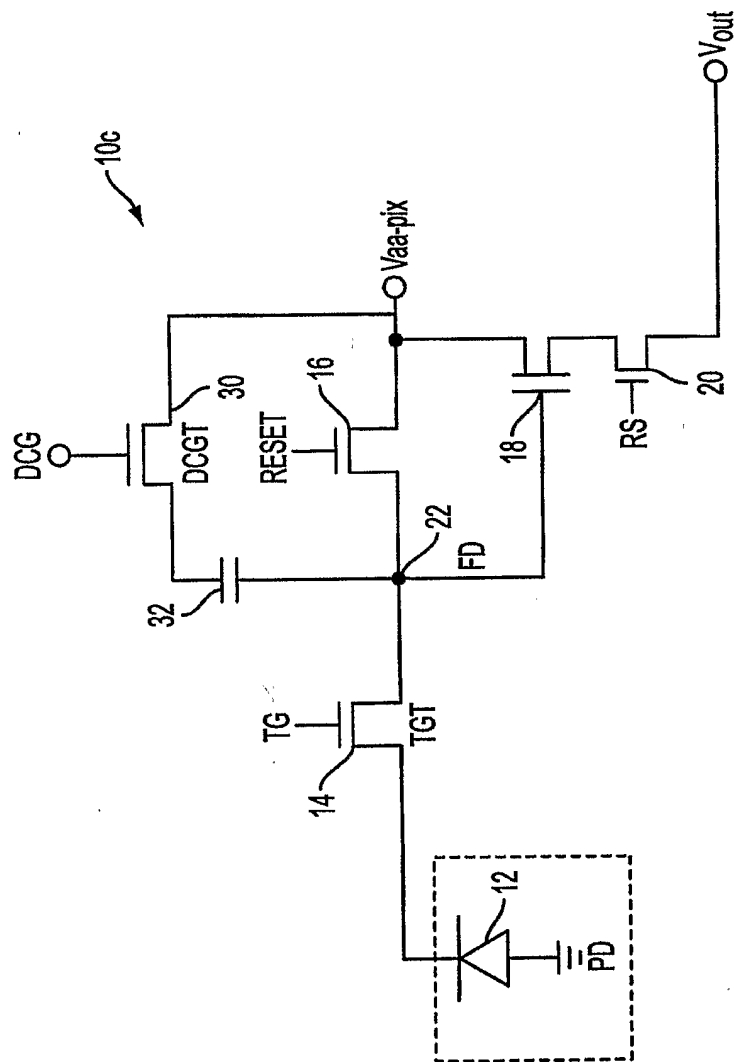 10c
DCG
30
DCGT
32
Vaa-pix
RESET
16
22
FD
TG
14
TGT
18
RS
20
Vout
12
PD